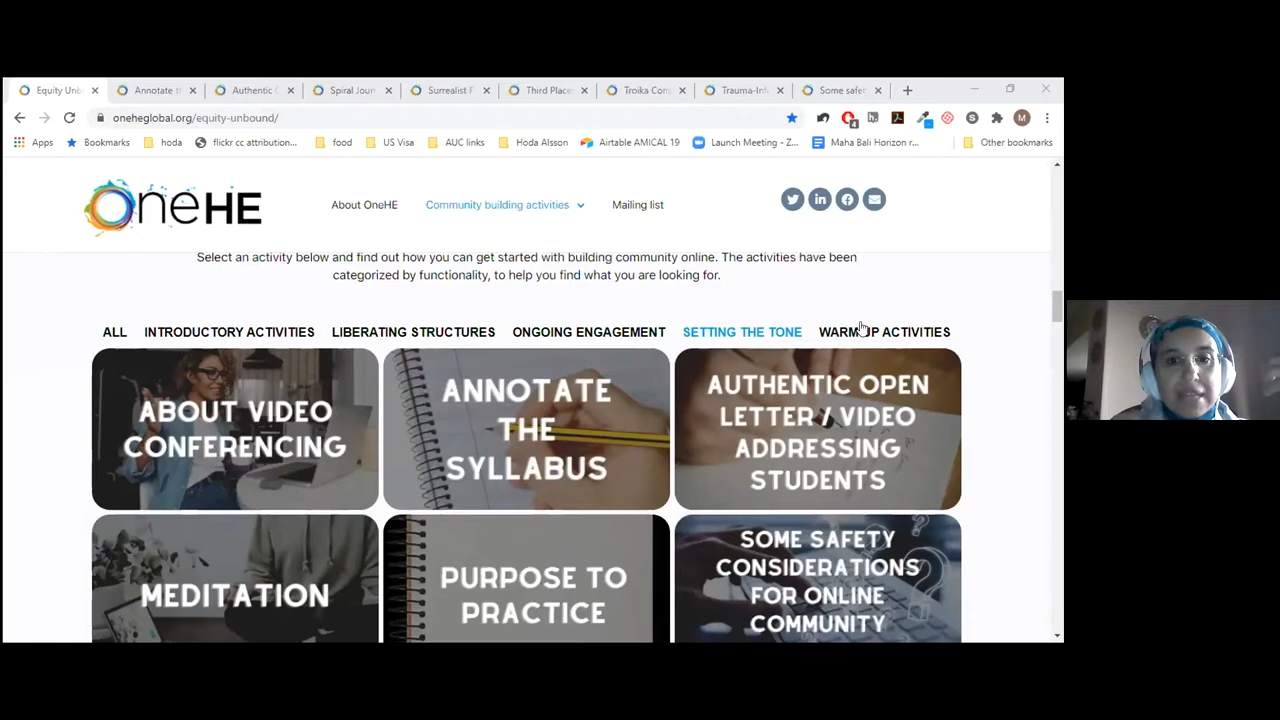 Equity Unb
Annotate t
Authentic O
Spiral Jour
Surrealist F
Third Place
Troika Con
Trauma-Inf
Some safe
oneheglobal.org/equity-unbound/
4
M
Apps
Bookmarks
hoda
flickr cc attribution...
food
US Visa
AUC links
Hoda Alsson
Airtable AMICAL 19
Launch Meeting - Z...
Maha Bali Horizon r...
Other bookmarks
oneHE
About OneHE
Community building activities
Mailing list
Select an activity below and find out how you can get started with building community online. The activities have been
categorized by functionality, to help you find what you are looking for.
ALL
INTRODUCTORY ACTIVITIES
LIBERATING STRUCTURES
ONGOING ENGAGEMENT
SETTING THE TONE
WARM UP ACTIVITIES
ABOUT VIDEO
CONFERENCING
ANNOTATE
THE
SYLLABUS
AUTHENTIC OPEN
LETTER / VIDEO
ADDRESSING
STUDENTS
MEDITATION
PURPOSE TO
PRACTICE
SOME SAFETY
CONSIDERATIONS
FOR ONLINE
COMMUNITY